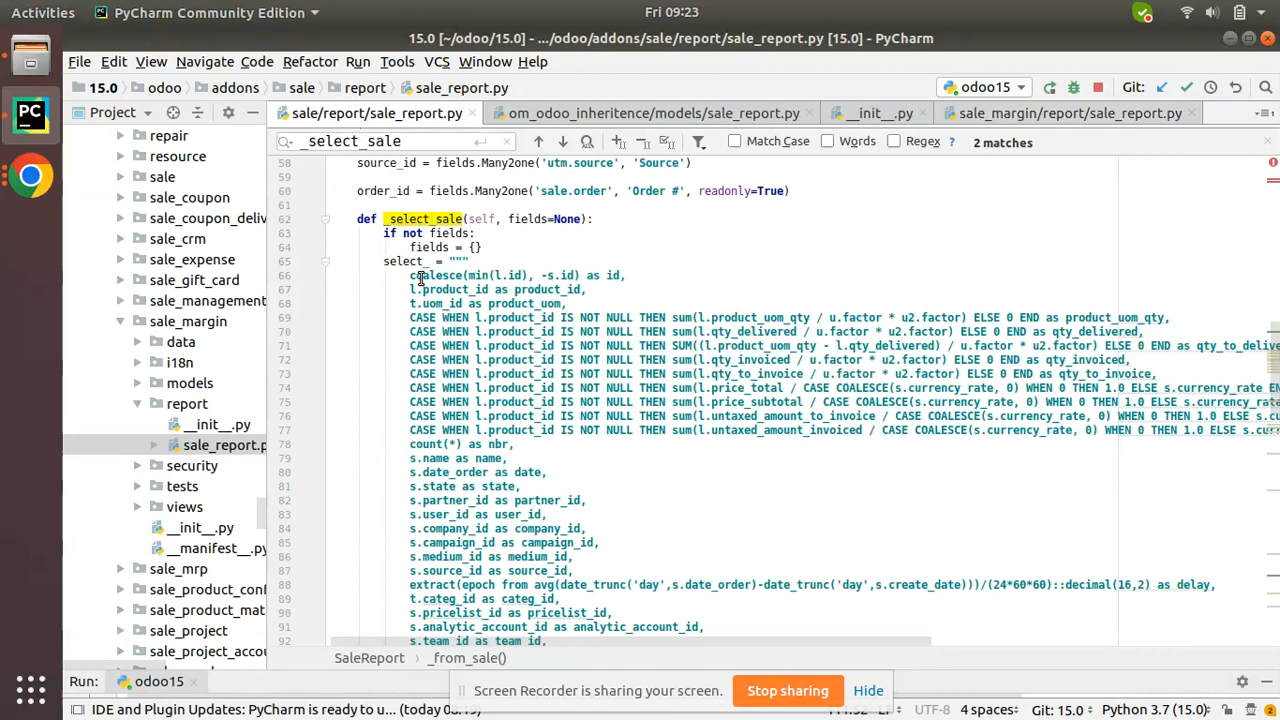 Activities PyCharm Community Edition Fri 09:23
15.0 [~/odoo/15.0] - .../odoo/addons/sale/report/sale_report.py [15.0] - PyCharm
File Edit View Navigate Code Refactor Run Tools VCS Window Help
15.0 odoo addons sale report sale_report.py odoo15 Git:
Project sale/report/sale_report.py om_odoo_inheritence/models/sale_report.py __init__.py sale_margin/report/sale_report.py
_select_sale Match Case Words Regex ? 2 matches
repair
resource
sale
sale_coupon
sale_coupon_deliv
sale_crm
sale_expense
sale_gift_card
sale_management
sale_margin
data
i18n
models
report
__init__.py
sale_report.p
security
tests
views
__init__.py
__manifest__.py
sale_mrp
sale_product_conf
sale_product_mat
sale_project
sale_project_acco
58 source_id = fields.Many2one('utm.source', 'Source')
59
60 order_id = fields.Many2one('sale.order', 'Order #', readonly=True)
61
62 def _select_sale(self, fields=None):
63 if not fields:
64 fields = {}
65 select_ = """
66 coalesce(min(l.id), -s.id) as id,
67 l.product_id as product_id,
68 t.uom_id as product_uom,
69 CASE WHEN l.product_id IS NOT NULL THEN sum(l.product_uom_qty / u.factor * u2.factor) ELSE 0 END as product_uom_qty,
70 CASE WHEN l.product_id IS NOT NULL THEN sum(l.qty_delivered / u.factor * u2.factor) ELSE 0 END as qty_delivered,
71 CASE WHEN l.product_id IS NOT NULL THEN SUM((l.product_uom_qty - l.qty_delivered) / u.factor * u2.factor) ELSE 0 END as qty_to_delive
72 CASE WHEN l.product_id IS NOT NULL THEN sum(l.qty_invoiced / u.factor * u2.factor) ELSE 0 END as qty_invoiced,
73 CASE WHEN l.product_id IS NOT NULL THEN sum(l.qty_to_invoice / u.factor * u2.factor) ELSE 0 END as qty_to_invoice,
74 CASE WHEN l.product_id IS NOT NULL THEN sum(l.price_total / CASE COALESCE(s.currency_rate, 0) WHEN 0 THEN 1.0 ELSE s.currency_rate EN
75 CASE WHEN l.product_id IS NOT NULL THEN sum(l.price_subtotal / CASE COALESCE(s.currency_rate, 0) WHEN 0 THEN 1.0 ELSE s.currency_rate
76 CASE WHEN l.product_id IS NOT NULL THEN sum(l.untaxed_amount_to_invoice / CASE COALESCE(s.currency_rate, 0) WHEN 0 THEN 1.0 ELSE s.c
77 CASE WHEN l.product_id IS NOT NULL THEN sum(l.untaxed_amount_invoiced / CASE COALESCE(s.currency_rate, 0) WHEN 0 THEN 1.0 ELSE s.curr
78 count(*) as nbr,
79 s.name as name,
80 s.date_order as date,
81 s.state as state,
82 s.partner_id as partner_id,
83 s.user_id as user_id,
84 s.company_id as company_id,
85 s.campaign_id as campaign_id,
86 s.medium_id as medium_id,
87 s.source_id as source_id,
88 extract(epoch from avg(date_trunc('day',s.date_order)-date_trunc('day',s.create_date)))/(24*60*60)::decimal(16,2) as delay,
89 t.categ_id as categ_id,
90 s.pricelist_id as pricelist_id,
91 s.analytic_account_id as analytic_account_id,
92 s.team_id as team_id,
SaleReport _from_sale()
Run: odoo15
Screen Recorder is sharing your screen. Stop sharing Hide
IDE and Plugin Updates: PyCharm is ready to u... (today 08:19) LF UTF-8 4 spaces Git: 15.0 Python 3.7 (15.0)